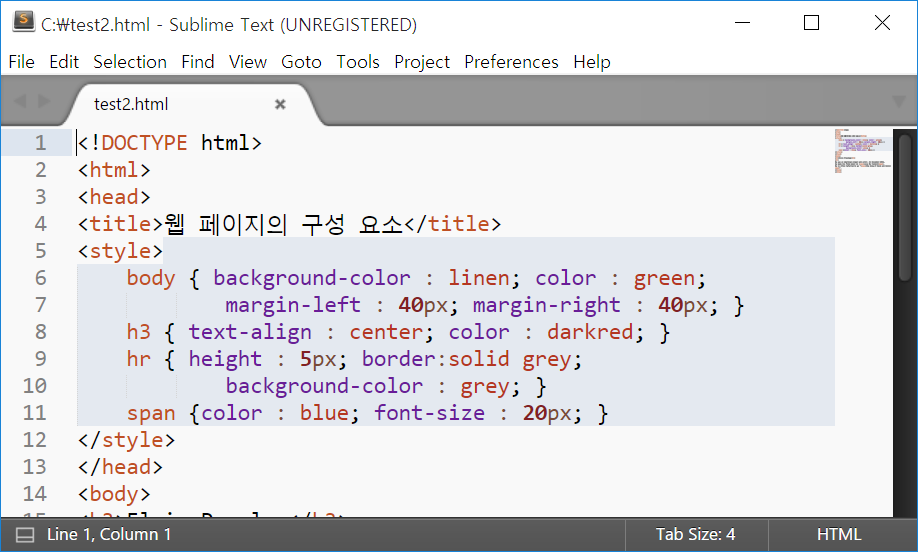 C:\test2.html - Sublime Text (UNREGISTERED)
File Edit Selection Find View Goto Tools Project Preferences Help
test2.html
1 <!DOCTYPE html>
2 <html>
3 <head>
4 <title>웹 페이지의 구성 요소</title>
5 <style>
6 body { background-color : linen; color : green;
7 margin-left : 40px; margin-right : 40px; }
8 h3 { text-align : center; color : darkred; }
9 hr { height : 5px; border:solid grey;
10 background-color : grey; }
11 span {color : blue; font-size : 20px; }
12 </style>
13 </head>
14 <body>
15
Line 1, Column 1 Tab Size: 4 HTML